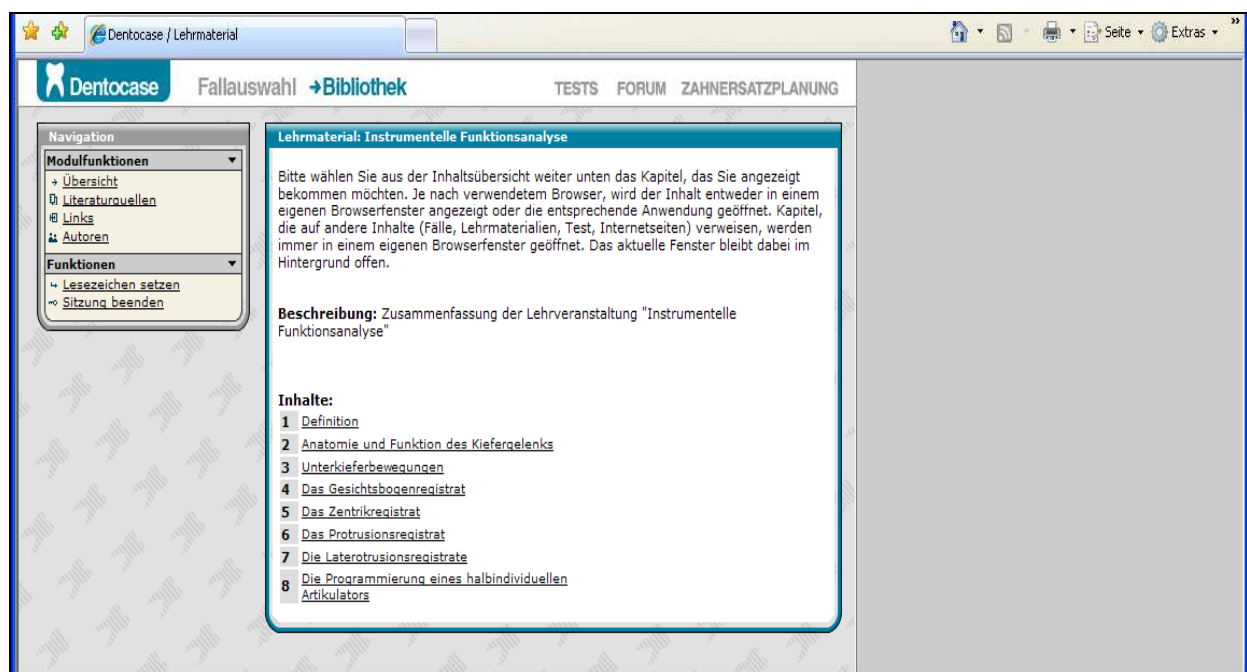 Dentocase / Lehrmaterial
Seite
Extras
»
Dentocase
Fallauswahl
Bibliothek
TESTS
FORUM
ZAHNERSATZPLANUNG
Navigation
Modulfunktionen
Übersicht
Literaturquellen
Links
Autoren
Funktionen
Lesezeichen setzen
Sitzung beenden
Lehrmaterial: Instrumentelle Funktionsanalyse
Bitte wählen Sie aus der Inhaltsübersicht weiter unten das Kapitel, das Sie angezeigt
bekommen möchten. Je nach verwendetem Browser, wird der Inhalt entweder in einem
eigenen Browserfenster angezeigt oder die entsprechende Anwendung geöffnet. Kapitel,
die auf andere Inhalte (Fälle, Lehrmaterialien, Test, Internetseiten) verweisen, werden
immer in einem eigenen Browserfenster geöffnet. Das aktuelle Fenster bleibt dabei im
Hintergrund offen.
Beschreibung: Zusammenfassung der Lehrveranstaltung "Instrumentelle
Funktionsanalyse"
Inhalte:
1 Definition
2 Anatomie und Funktion des Kiefergelenks
3 Unterkieferbewegungen
4 Das Gesichtsbogenregistrat
5 Das Zentrikregistrat
6 Das Protrusionsregistrat
7 Die Laterotrusionsregistrate
8 Die Programmierung eines halbindividuellen
Artikulators